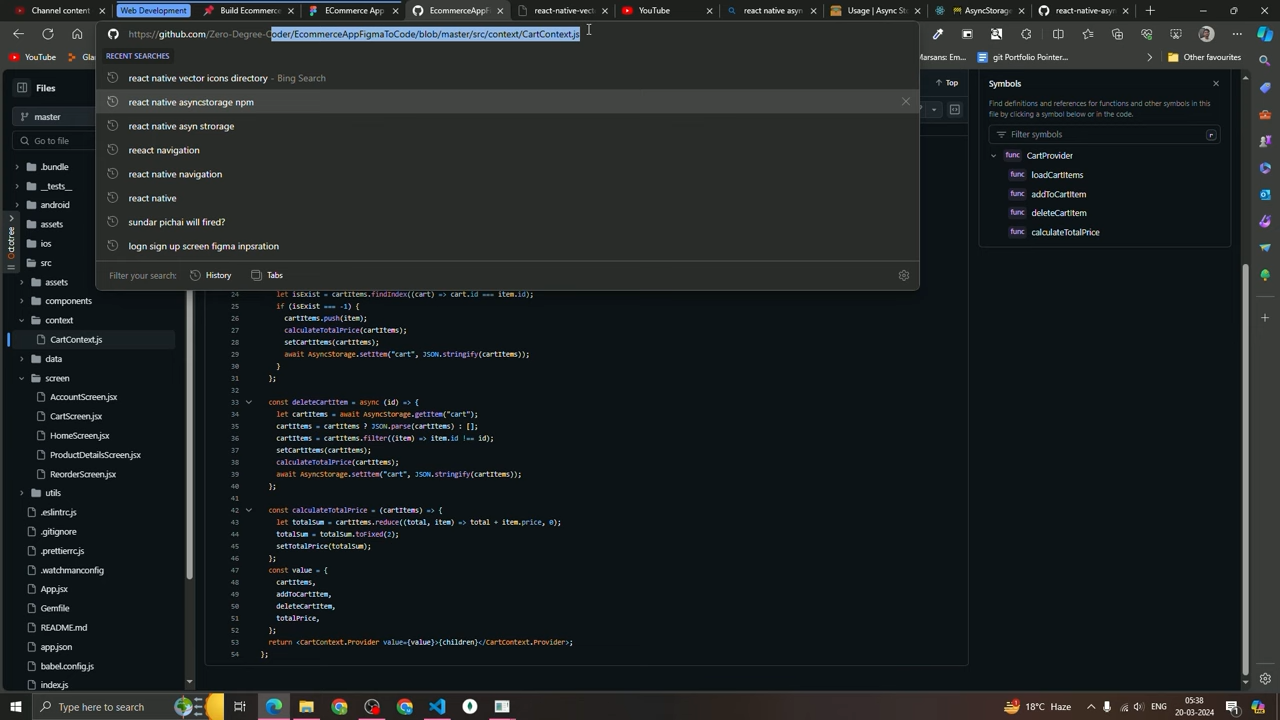 Channel content
Web Development
Build Ecommerce
ECommerce App
EcommerceAppFi
react-native-vect
YouTube
react native asyn
Usage | Async St
AsyncStorage
react-native-asyn
https://github.com/Zero-Degree-Coder/EcommerceAppFigmaToCode/blob/master/src/context/CartContext.js
YouTube
Marsans: Em...
git Portfolio Pointer...
Other favourites
RECENT SEARCHES
react native vector icons directory - Bing Search
react native asyncstorage npm
react native asyn strorage
reeact navigation
react native navigation
react native
sundar pichai will fired?
logn sign up screen figma inpsration
Filter your search:
History
Tabs
Files
master
Go to file
.bundle
__tests__
android
assets
ios
src
assets
components
context
CartContext.js
data
screen
AccountScreen.jsx
CartScreen.jsx
HomeScreen.jsx
ProductDetailsScreen.jsx
ReorderScreen.jsx
utils
.eslintrc.js
.gitignore
.prettierrc.js
.watchmanconfig
App.jsx
Gemfile
README.md
app.json
babel.config.js
index.js
Octotree
24 let isExist = cartItems.findIndex((cart) => cart.id === item.id);
25 if (isExist === -1) {
26 cartItems.push(item);
27 calculateTotalPrice(cartItems);
28 setCartItems(cartItems);
29 await AsyncStorage.setItem("cart", JSON.stringify(cartItems));
30 }
31 };
32
33 const deleteCartItem = async (id) => {
34 let cartItems = await AsyncStorage.getItem("cart");
35 cartItems = cartItems ? JSON.parse(cartItems) : [];
36 cartItems = cartItems.filter((item) => item.id !== id);
37 setCartItems(cartItems);
38 calculateTotalPrice(cartItems);
39 await AsyncStorage.setItem("cart", JSON.stringify(cartItems));
40 };
41
42 const calculateTotalPrice = (cartItems) => {
43 let totalSum = cartItems.reduce((total, item) => total + item.price, 0);
44 totalSum = totalSum.toFixed(2);
45 setTotalPrice(totalSum);
46 };
47 const value = {
48 cartItems,
49 addToCartItem,
50 deleteCartItem,
51 totalPrice,
52 };
53 return <CartContext.Provider value={value}>{children}</CartContext.Provider>;
54 };
Top
Symbols
Find definitions and references for functions and other symbols in this
file by clicking a symbol below or in the code.
Filter symbols
r
func CartProvider
func loadCartItems
func addToCartItem
func deleteCartItem
func calculateTotalPrice
Type here to search
18°C Haze
ENG
05:38
20-03-2024